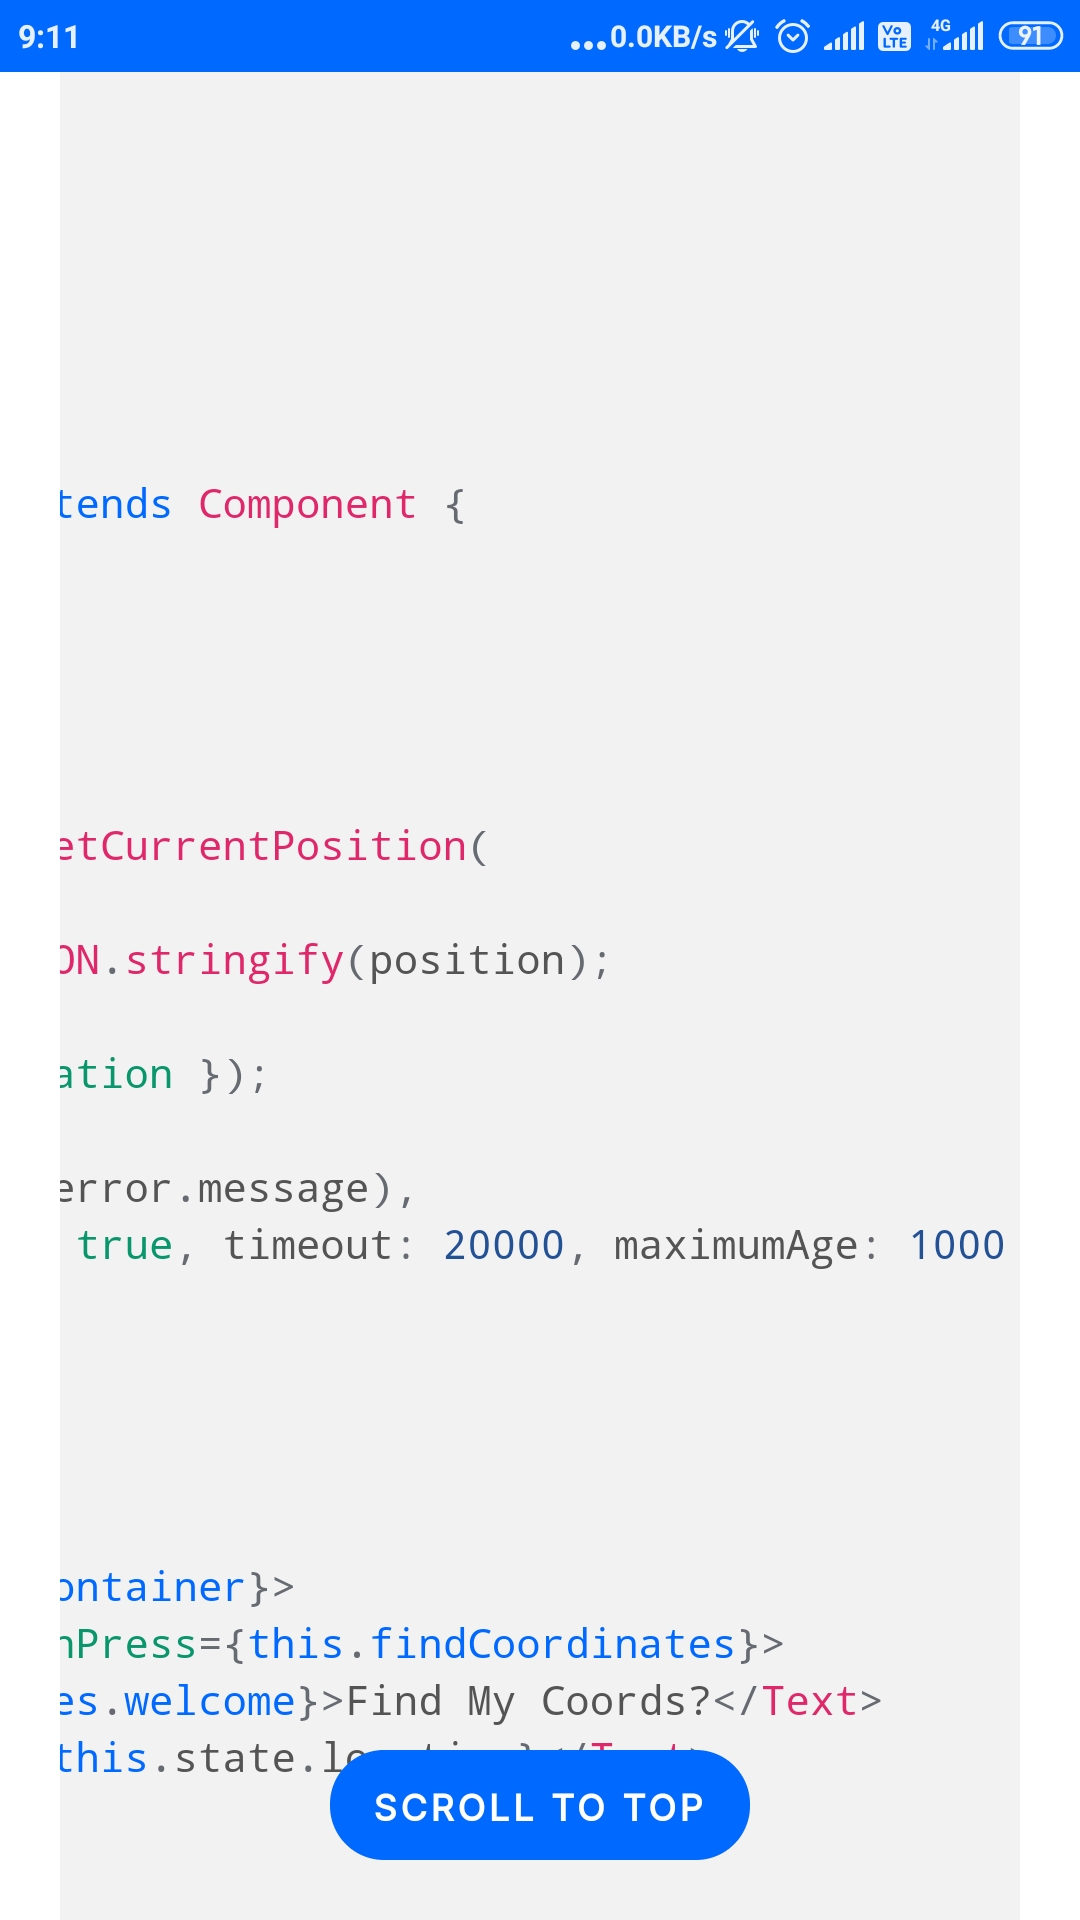 9:11 ...0.0KB/s Vo LTE 4G 91
tends Component {
etCurrentPosition(
ON.stringify(position);
ation });
error.message),
true, timeout: 20000, maximumAge: 1000
ontainer}>
nPress={this.findCoordinates}>
es.welcome}>Find My Coords?</Text>
this.state.lo
SCROLL TO TOP